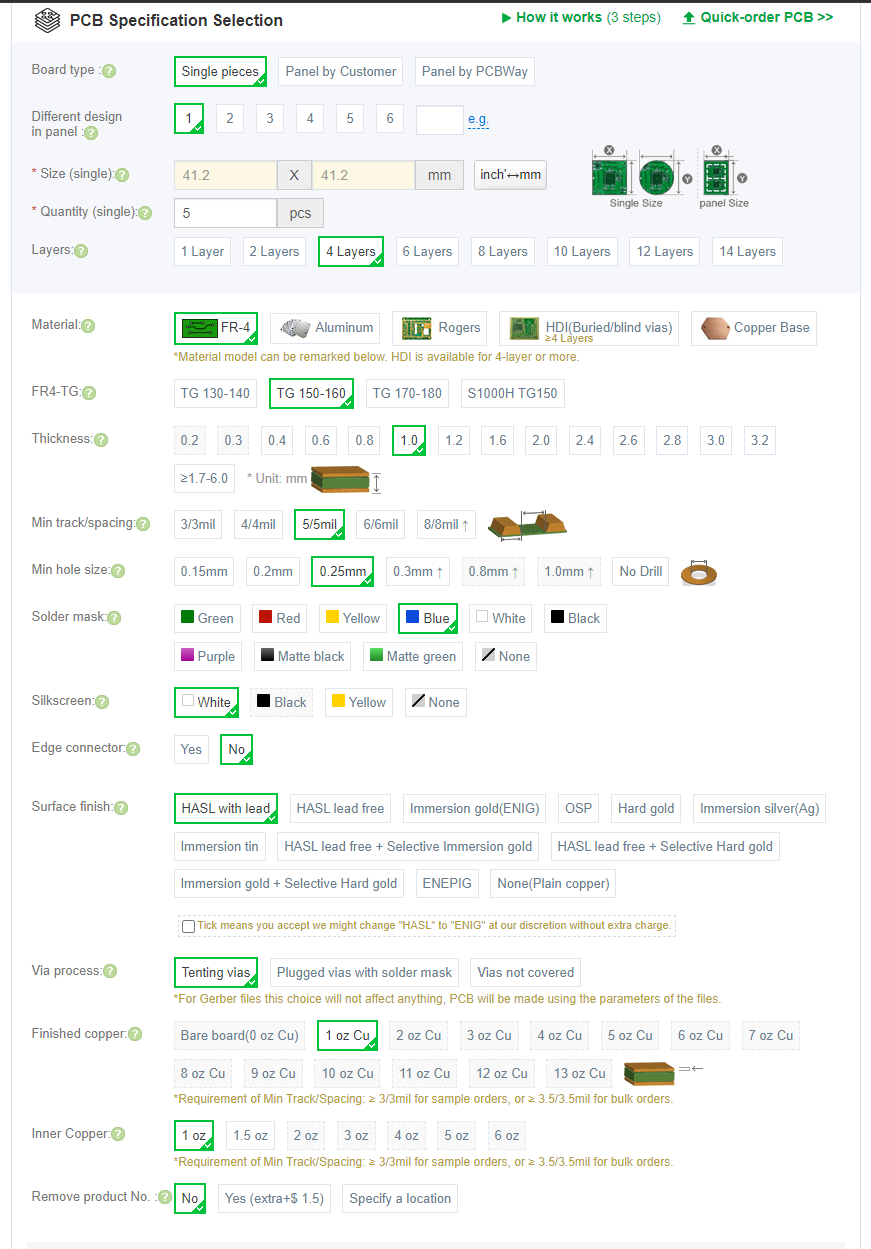 PCB Specification Selection
How it works (3 steps)
Quick-order PCB >>
Board type :?
Single pieces
Panel by Customer
Panel by PCBWay
Different design
in panel :?
1
2
3
4
5
6
e.g.
* Size (single):?
41.2
X
41.2
mm
inch'↔mm
X
Y
X
Y
Single Size
panel Size
* Quantity (single):?
5
pcs
Layers:?
1 Layer
2 Layers
4 Layers
6 Layers
8 Layers
10 Layers
12 Layers
14 Layers
Material:?
FR-4
Aluminum
Rogers
HDI(Buried/blind vias)
≥4 Layers
Copper Base
*Material model can be remarked below. HDI is available for 4-layer or more.
FR4-TG:?
TG 130-140
TG 150-160
TG 170-180
S1000H TG150
Thickness:?
0.2
0.3
0.4
0.6
0.8
1.0
1.2
1.6
2.0
2.4
2.6
2.8
3.0
3.2
≥1.7-6.0
* Unit: mm
Min track/spacing:?
3/3mil
4/4mil
5/5mil
6/6mil
8/8mil ↑
Min hole size:?
0.15mm
0.2mm
0.25mm
0.3mm ↑
0.8mm ↑
1.0mm ↑
No Drill
Solder mask:?
Green
Red
Yellow
Blue
White
Black
Purple
Matte black
Matte green
None
Silkscreen:?
White
Black
Yellow
None
Edge connector:?
Yes
No
Surface finish:?
HASL with lead
HASL lead free
Immersion gold(ENIG)
OSP
Hard gold
Immersion silver(Ag)
Immersion tin
HASL lead free + Selective Immersion gold
HASL lead free + Selective Hard gold
Immersion gold + Selective Hard gold
ENEPIG
None(Plain copper)
Tick means you accept we might change "HASL" to "ENIG" at our discretion without extra charge.
Via process:?
Tenting vias
Plugged vias with solder mask
Vias not covered
*For Gerber files this choice will not affect anything, PCB will be made using the parameters of the files.
Finished copper:?
Bare board(0 oz Cu)
1 oz Cu
2 oz Cu
3 oz Cu
4 oz Cu
5 oz Cu
6 oz Cu
7 oz Cu
8 oz Cu
9 oz Cu
10 oz Cu
11 oz Cu
12 oz Cu
13 oz Cu
*Requirement of Min Track/Spacing: ≥ 3/3mil for sample orders, or ≥ 3.5/3.5mil for bulk orders.
Inner Copper:?
1 oz
1.5 oz
2 oz
3 oz
4 oz
5 oz
6 oz
*Requirement of Min Track/Spacing: ≥ 3/3mil for sample orders, or ≥ 3.5/3.5mil for bulk orders.
Remove product No. :?
No
Yes (extra+$ 1.5)
Specify a location